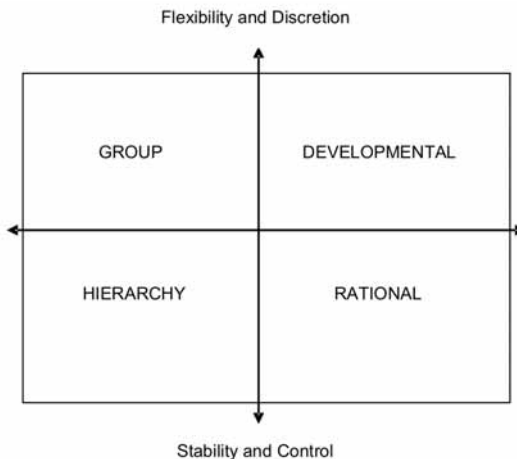 Flexibility and Discretion
GROUP
DEVELOPMENTAL
HIERARCHY
RATIONAL
Stability and Control